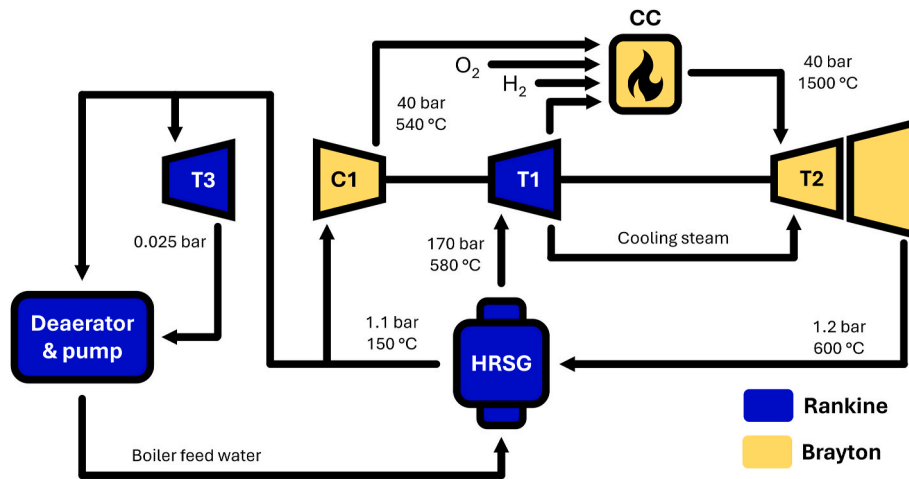 CC
O₂
H₂
40 bar
1500 °C
40 bar
540 °C
T3
C1
T1
T2
0.025 bar
170 bar
580 °C
Cooling steam
Deaerator
& pump
1.1 bar
150 °C
HRSG
1.2 bar
600 °C
Rankine
Boiler feed water
Brayton